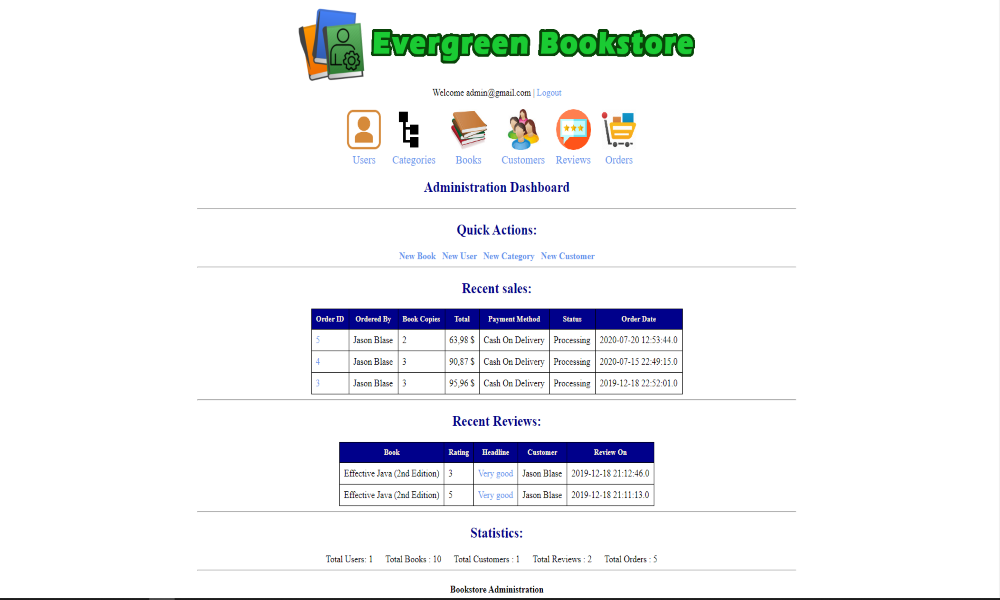 Evergreen Bookstore
Welcome admin@gmail.com | Logout
Users Categories Books Customers Reviews Orders
Administration Dashboard
Quick Actions:
New Book New User New Category New Customer
Recent sales:
Order ID Ordered By Book Copies Total Payment Method Status Order Date
5 Jason Blase 2 63,98 $ Cash On Delivery Processing 2020-07-20 12:53:44.0
4 Jason Blase 3 90,87 $ Cash On Delivery Processing 2020-07-15 22:49:15.0
3 Jason Blase 3 95,96 $ Cash On Delivery Processing 2019-12-18 22:52:01.0
Recent Reviews:
Book Rating Headline Customer Review On
Effective Java (2nd Edition) 3 Very good Jason Blase 2019-12-18 21:12:46.0
Effective Java (2nd Edition) 5 Very good Jason Blase 2019-12-18 21:11:13.0
Statistics:
Total Users: 1 Total Books : 10 Total Customers : 1 Total Reviews : 2 Total Orders : 5
Bookstore Administration